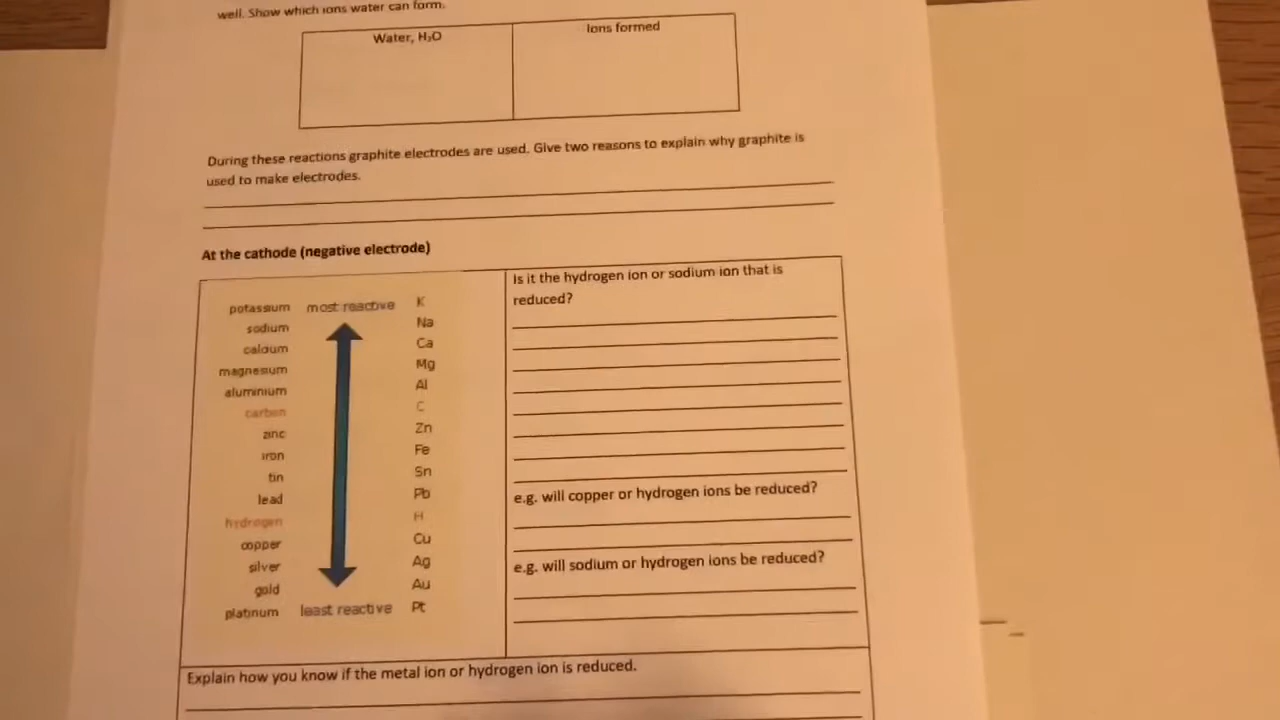 well. Show which ions water can form.
Water, H₂O
Ions formed
During these reactions graphite electrodes are used. Give two reasons to explain why graphite is
used to make electrodes.
At the cathode (negative electrode)
potassium most reactive K
sodium Na
calcium Ca
magnesium Mg
aluminium Al
carbon C
zinc Zn
iron Fe
tin Sn
lead Pb
hydrogen H
copper Cu
silver Ag
gold Au
platinum least reactive Pt
Is it the hydrogen ion or sodium ion that is
reduced?
e.g. will copper or hydrogen ions be reduced?
e.g. will sodium or hydrogen ions be reduced?
Explain how you know if the metal ion or hydrogen ion is reduced.